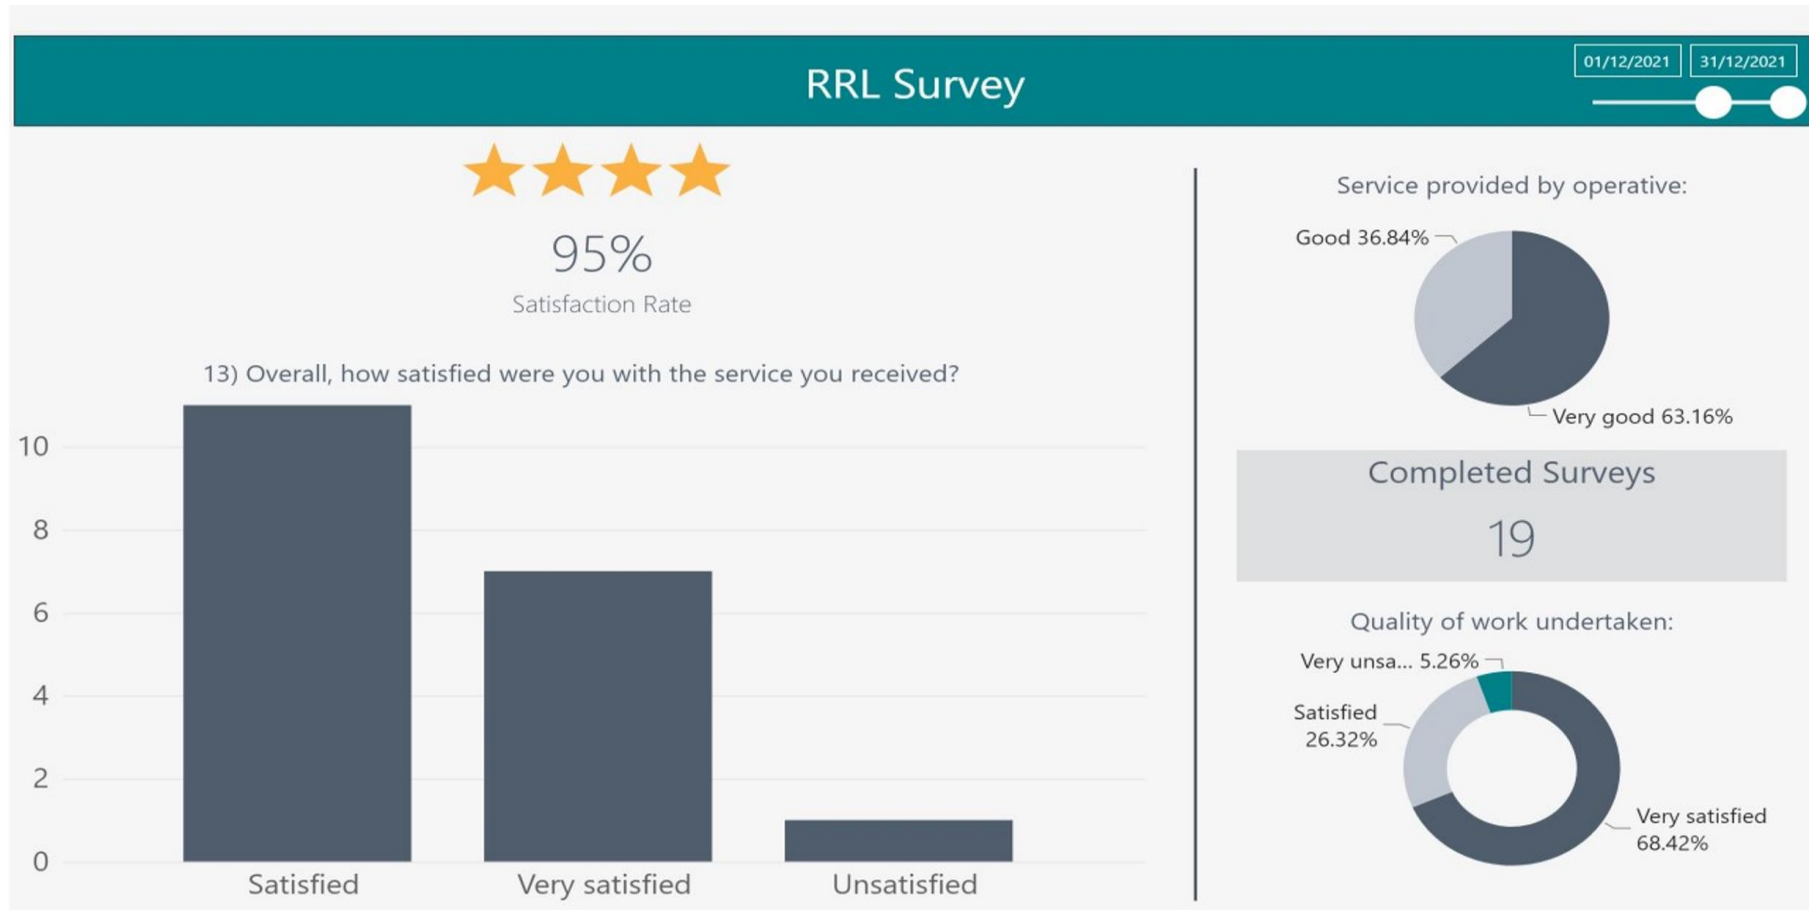 RRL Survey
01/12/2021 31/12/2021
95%
Satisfaction Rate
13) Overall, how satisfied were you with the service you received?
10
8
6
4
2
0
Satisfied Very satisfied Unsatisfied
Service provided by operative:
Good 36.84%
Very good 63.16%
Completed Surveys
19
Quality of work undertaken:
Very unsa... 5.26%
Satisfied
26.32%
Very satisfied
68.42%